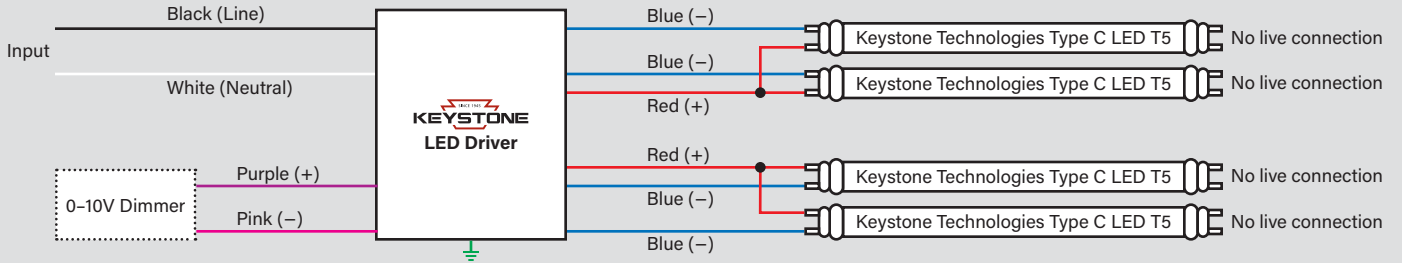 Black (Line)
Input
White (Neutral)
0–10V Dimmer
Purple (+)
Pink (−)
SINCE 1945
KEYSTONE
LED Driver
Blue (−)
Blue (−)
Red (+)
Red (+)
Blue (−)
Blue (−)
Keystone Technologies Type C LED T5
No live connection
Keystone Technologies Type C LED T5
No live connection
Keystone Technologies Type C LED T5
No live connection
Keystone Technologies Type C LED T5
No live connection